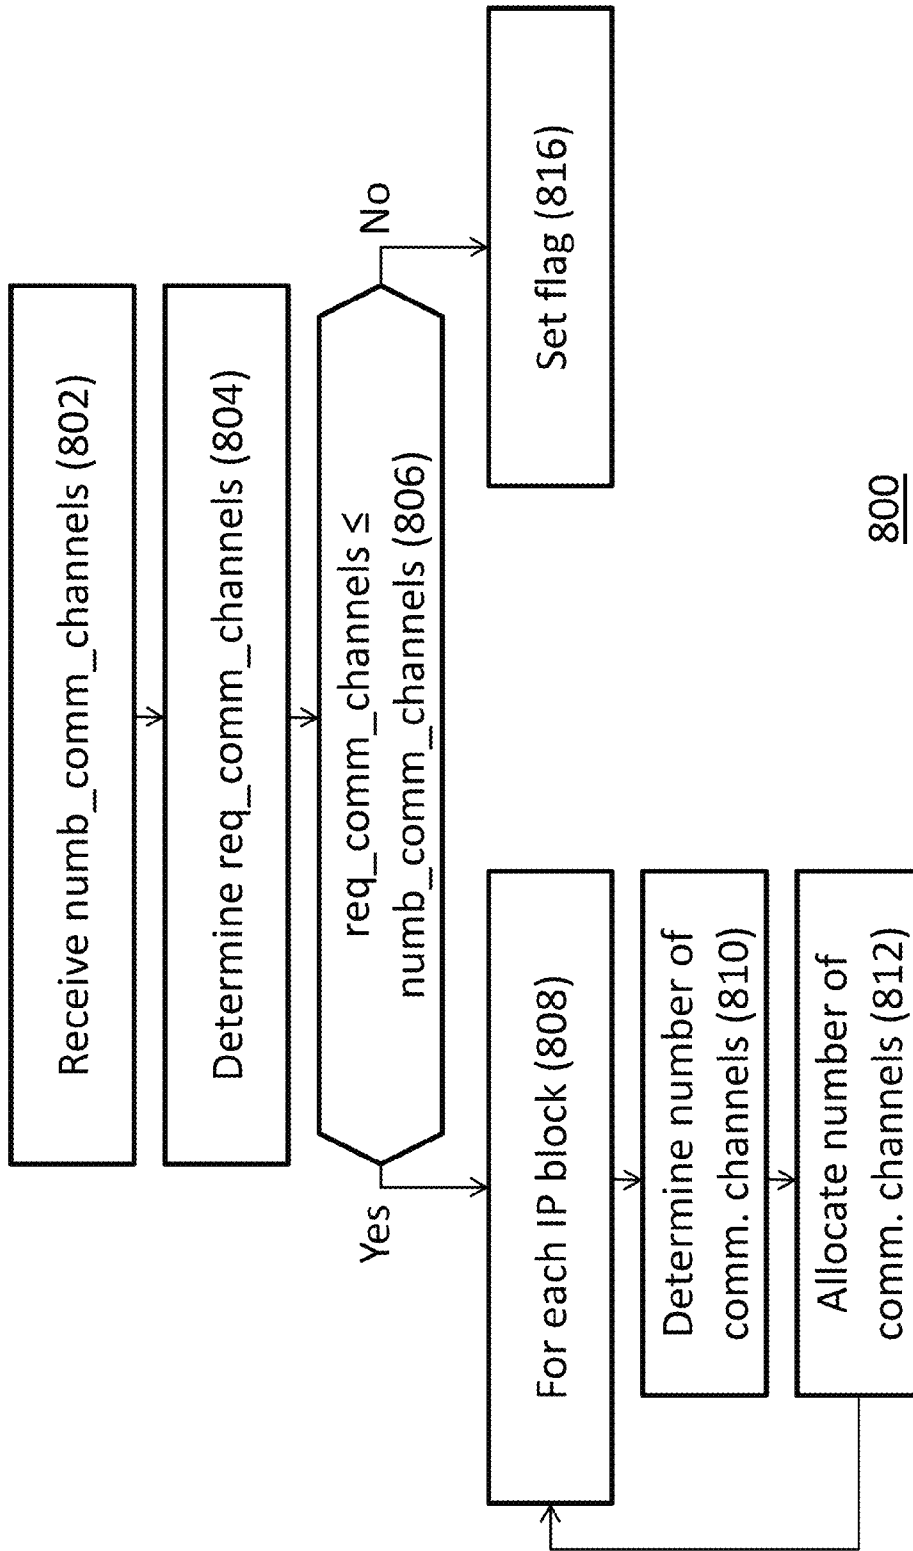 Receive numb_comm_channels (802)
Determine req_comm_channels (804)
req_comm_channels ≤
numb_comm_channels (806)
Yes
No
For each IP block (808)
Set flag (816)
Determine number of
comm. channels (810)
Allocate number of
comm. channels (812)
800